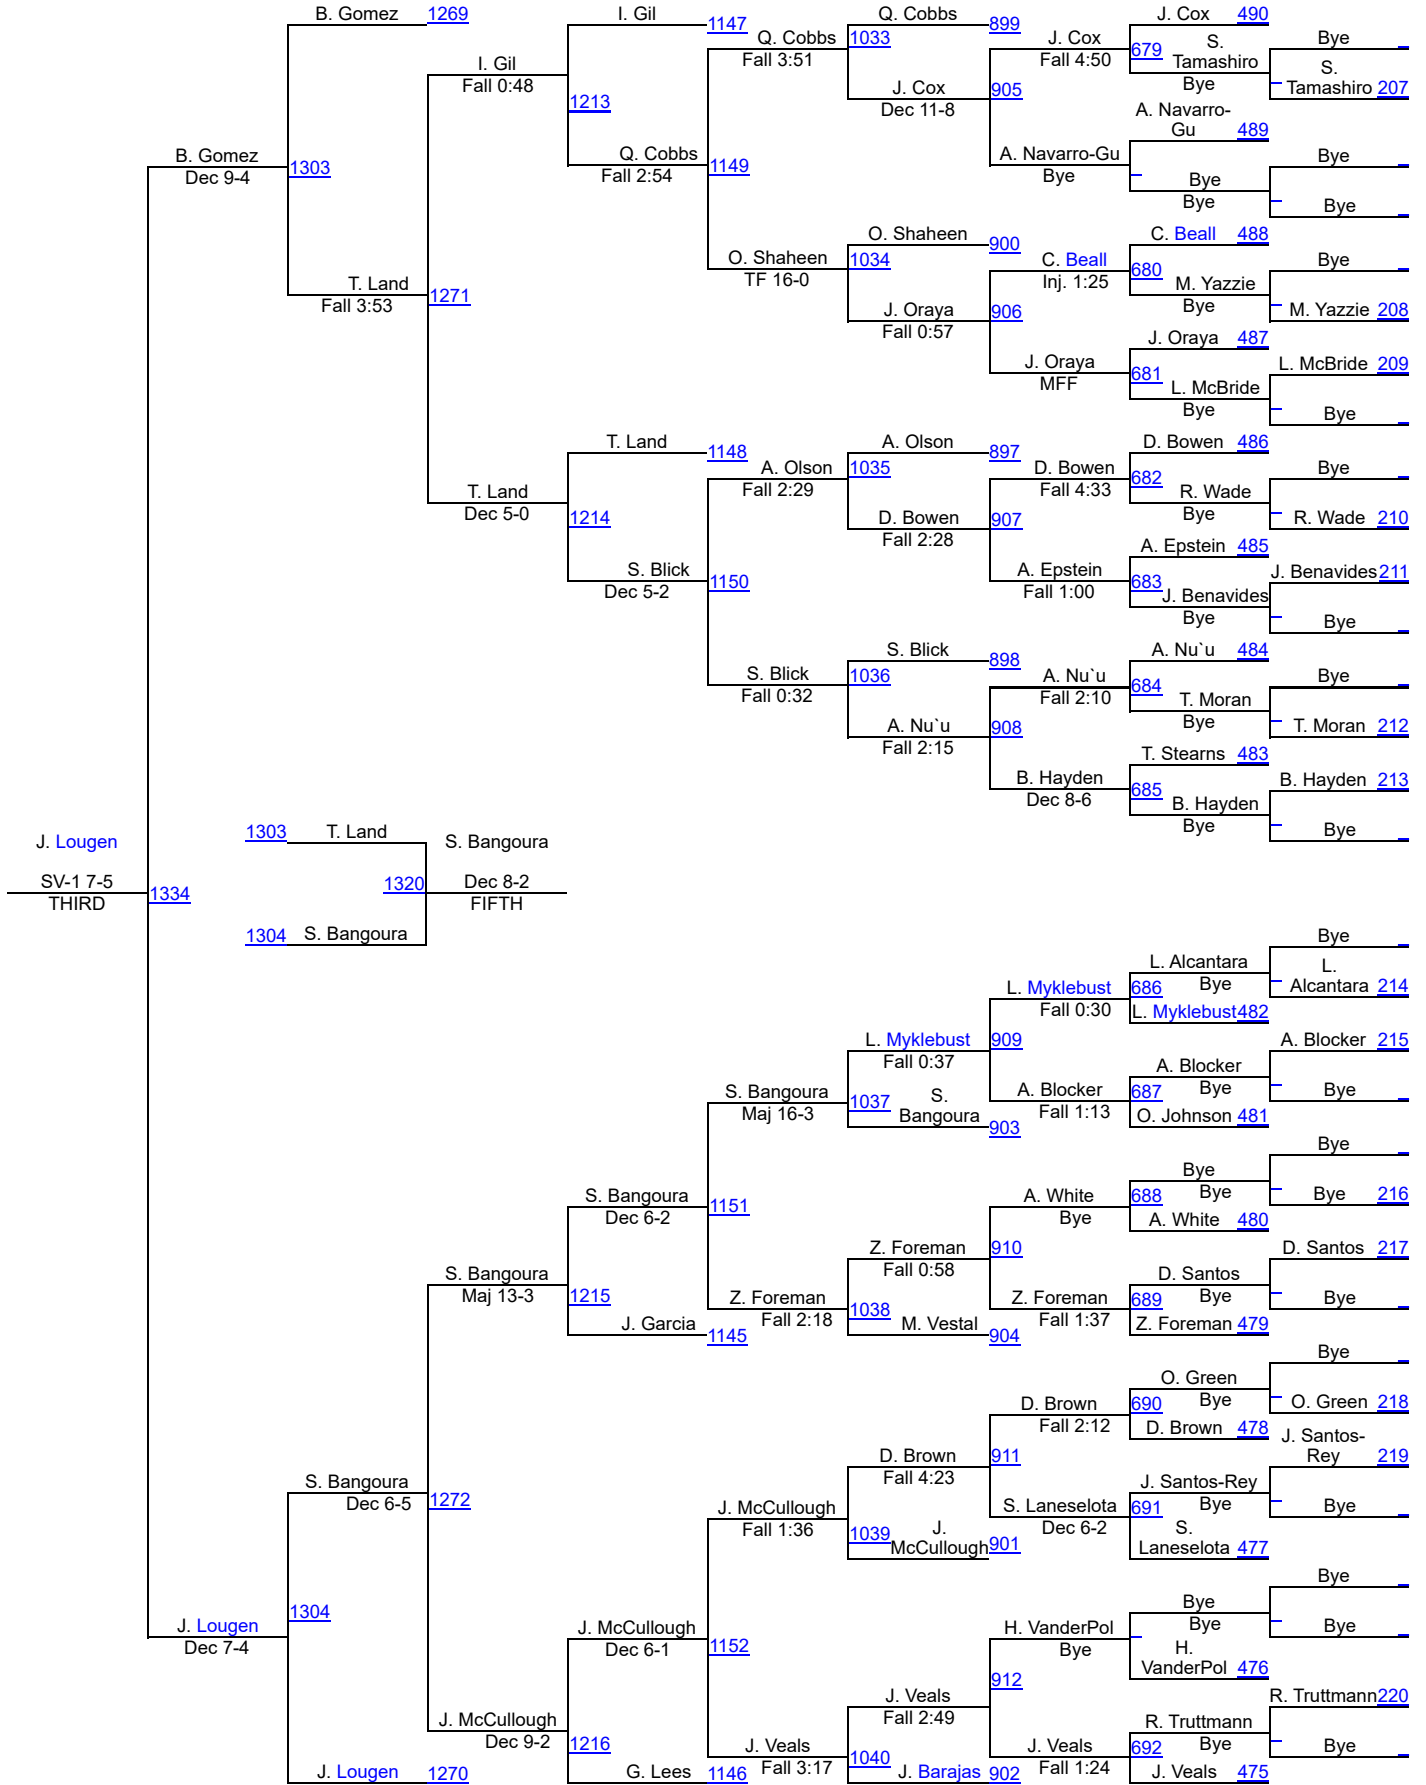 B. Gomez 1269
I. Gil
1147
Q. Cobbs
899
J. Cox 490
Bye
Q. Cobbs
1033
Fall 3:51
J. Cox
Fall 4:50
679
S.
Tamashiro
Bye
S.
Tamashiro 207
I. Gil
Fall 0:48
1213
J. Cox
Dec 11-8
905
A. Navarro-
Gu 489
B. Gomez
Dec 9-4
1303
Q. Cobbs
Fall 2:54
1149
A. Navarro-Gu
Bye
Bye
Bye
Bye
Bye
O. Shaheen
900
C. Beall 488
O. Shaheen
TF 16-0
1034
C. Beall
Inj. 1:25
680
Bye
T. Land
Fall 3:53
1271
M. Yazzie
Bye
M. Yazzie 208
J. Oraya
Fall 0:57
906
J. Oraya 487
J. Oraya
MFF
681
L. McBride 209
L. McBride
Bye
Bye
T. Land
1148
A. Olson
897
D. Bowen 486
A. Olson
Fall 2:29
1035
D. Bowen
Fall 4:33
682
Bye
T. Land
Dec 5-0
1214
R. Wade
Bye
R. Wade 210
D. Bowen
Fall 2:28
907
A. Epstein 485
S. Blick
Dec 5-2
1150
A. Epstein
Fall 1:00
683
J. Benavides 211
J. Benavides
Bye
Bye
S. Blick
898
A. Nu`u 484
S. Blick
Fall 0:32
1036
A. Nu`u
Fall 2:10
684
Bye
T. Moran
Bye
T. Moran 212
A. Nu`u
Fall 2:15
908
T. Stearns 483
B. Hayden
Dec 8-6
685
B. Hayden 213
B. Hayden
Bye
Bye
J. Lougen
SV-1 7-5
THIRD
1334
1303 T. Land
1320
S. Bangoura
Dec 8-2
FIFTH
1304 S. Bangoura
Bye
L. Alcantara
Bye
L.
Alcantara 214
L. Myklebust
Fall 0:30
686
L. Myklebust 482
L. Myklebust
Fall 0:37
909
A. Blocker 215
S. Bangoura
Maj 16-3
1037
S.
Bangoura
903
A. Blocker
Fall 1:13
687
A. Blocker
Bye
Bye
O. Johnson 481
Bye
S. Bangoura
Dec 6-2
1151
A. White
Bye
688
Bye
Bye
Bye 216
A. White 480
Z. Foreman
Fall 0:58
910
D. Santos 217
S. Bangoura
Maj 13-3
1215
Z. Foreman
Fall 2:18
1038
Z. Foreman
Fall 1:37
689
D. Santos
Bye
Bye
J. Garcia
1145
M. Vestal
904
Z. Foreman 479
Bye
D. Brown
Fall 2:12
690
O. Green
Bye
O. Green 218
D. Brown 478
D. Brown
Fall 4:23
911
J. Santos-
Rey 219
S. Bangoura
Dec 6-5
1272
J. McCullough
Fall 1:36
1039
J.
McCullough
901
S. Laneselota
Dec 6-2
691
J. Santos-Rey
Bye
Bye
S.
Laneselota 477
Bye
J. Lougen
Dec 7-4
1304
J. McCullough
Dec 6-1
1152
H. VanderPol
Bye
Bye
Bye
Bye
H.
VanderPol 476
J. Veals
Fall 2:49
912
R. Truttmann 220
J. McCullough
Dec 9-2
1216
J. Veals
Fall 3:17
1040
J. Veals
Fall 1:24
692
R. Truttmann
Bye
Bye
J. Lougen
1270
G. Lees
1146
J. Barajas
902
J. Veals 475